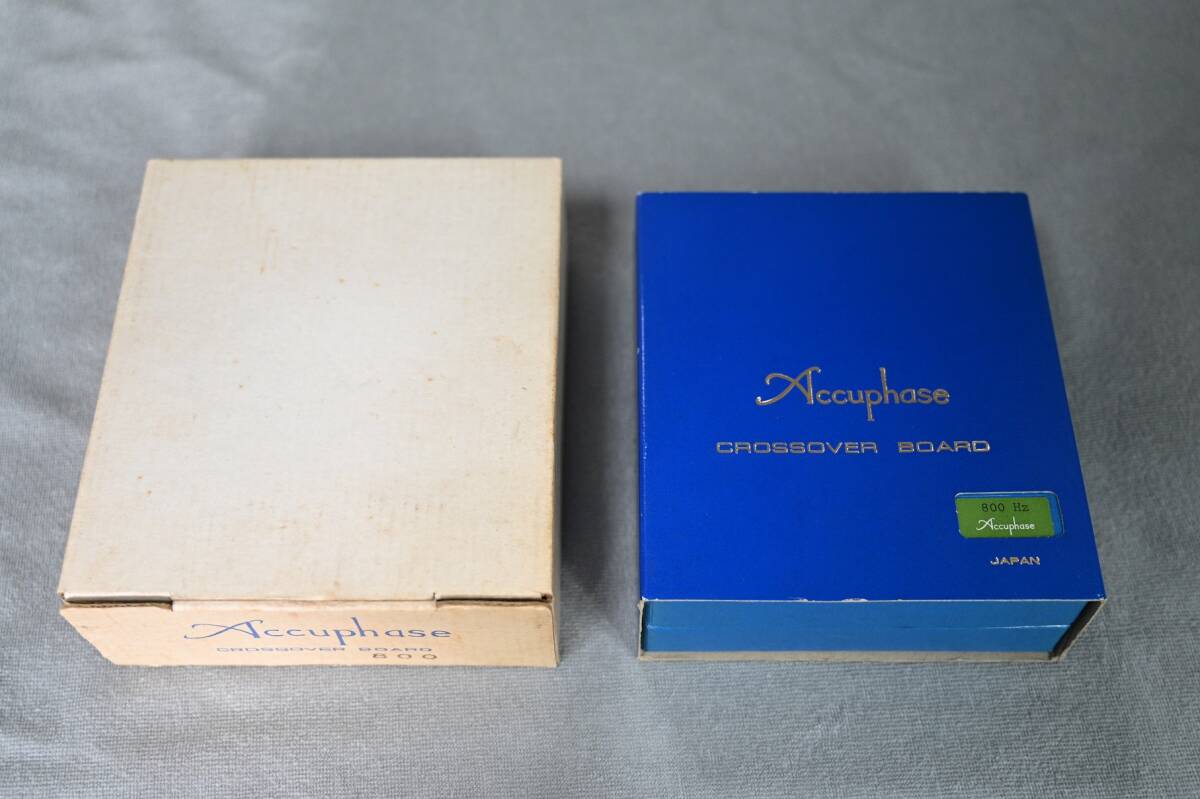 Accuphase
CROSSOVER BOARD
800
Accuphase
CROSSOVER BOARD
800 Hz
Accuphase
JAPAN